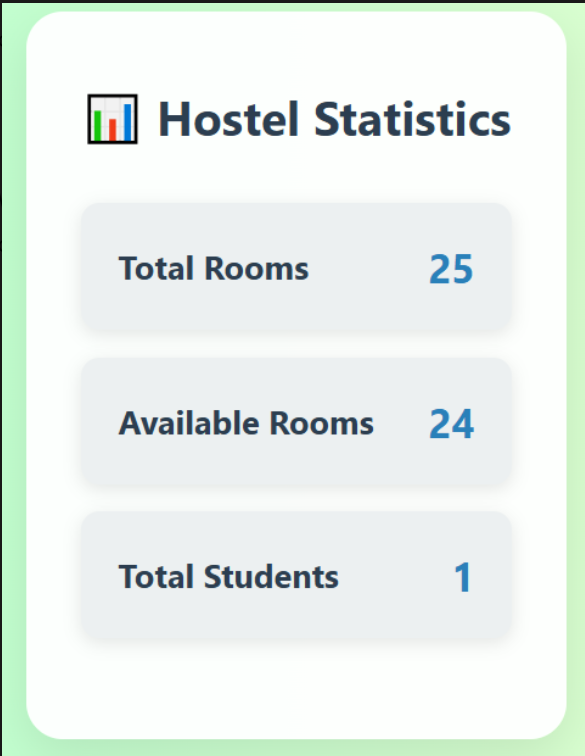 Hostel Statistics
Total Rooms 25
Available Rooms 24
Total Students 1